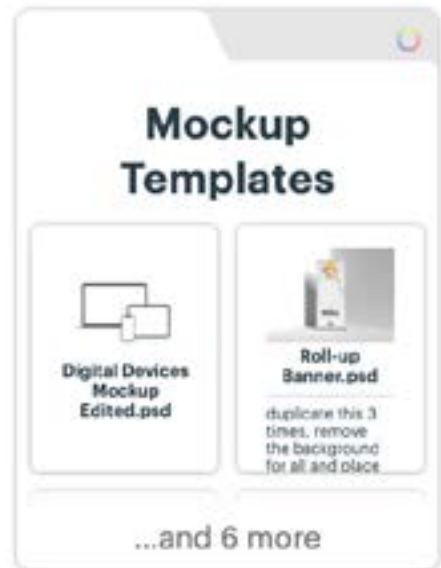 Mockup
Templates
Digital Devices
Mockup
Edited.psd
Roll-up
Banner.psd
duplicate this 3
times, remove
the background
for all and place
...and 6 more